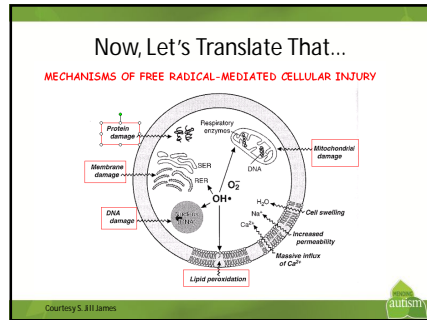 Now, Let's Translate That...
MECHANISMS OF FREE RADICAL-MEDIATED CELLULAR INJURY
Respiratory
enzymes
Protein
damage
Mitochondrial
damage
SER
DNA
Membrane
damage
RER
O₂⁻
OH•
H₂O
Cell swelling
DNA
damage
Na⁺
Increased
permeability
Ca²⁺
Massive influx
of Ca²⁺
Lipid peroxidation
Courtesy S. Jill James
autism